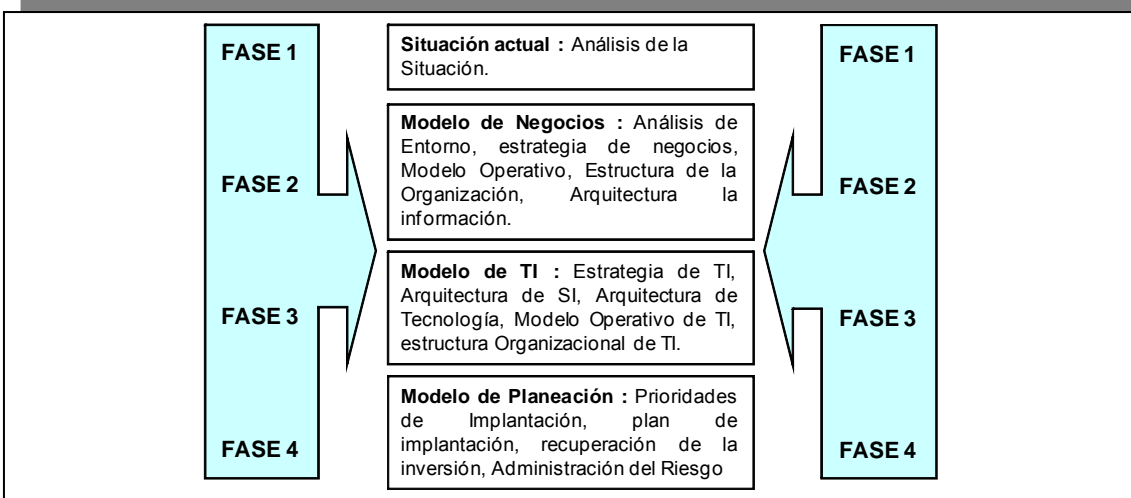 FASE 1
FASE 2
FASE 3
FASE 4
Situación actual : Análisis de la
Situación.
Modelo de Negocios : Análisis de
Entorno, estrategia de negocios,
Modelo Operativo, Estructura de la
Organización, Arquitectura la
información.
Modelo de TI : Estrategia de TI,
Arquitectura de SI, Arquitectura de
Tecnología, Modelo Operativo de TI,
estructura Organizacional de TI.
Modelo de Planeación : Prioridades
de Implantación, plan de
implantación, recuperación de la
inversión, Administración del Riesgo
FASE 1
FASE 2
FASE 3
FASE 4